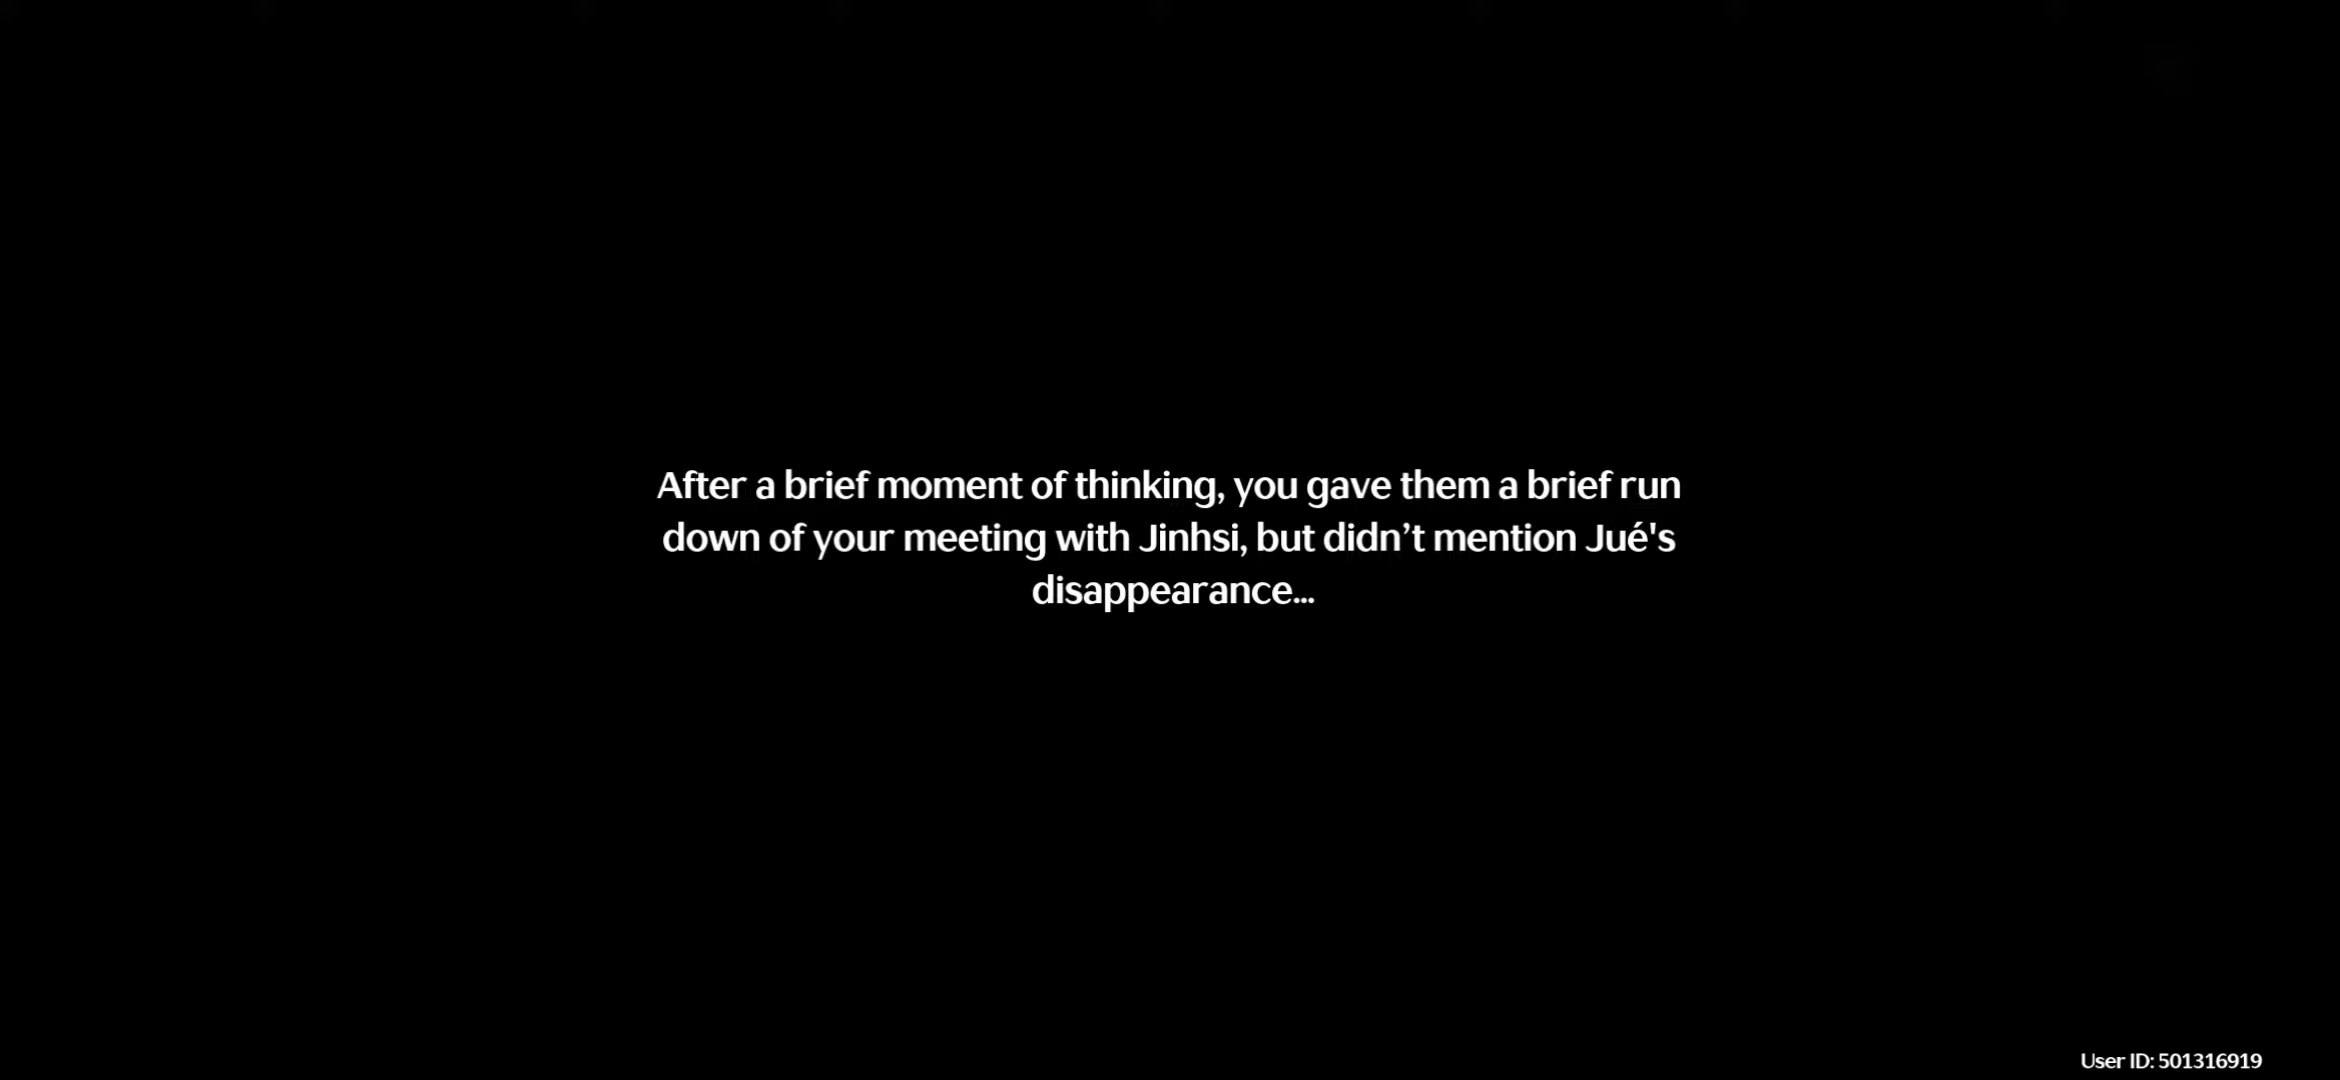 After a brief moment of thinking, you gave them a brief run
down of your meeting with Jinhsi, but didn’t mention Jué's
disappearance...
User ID: 501316919